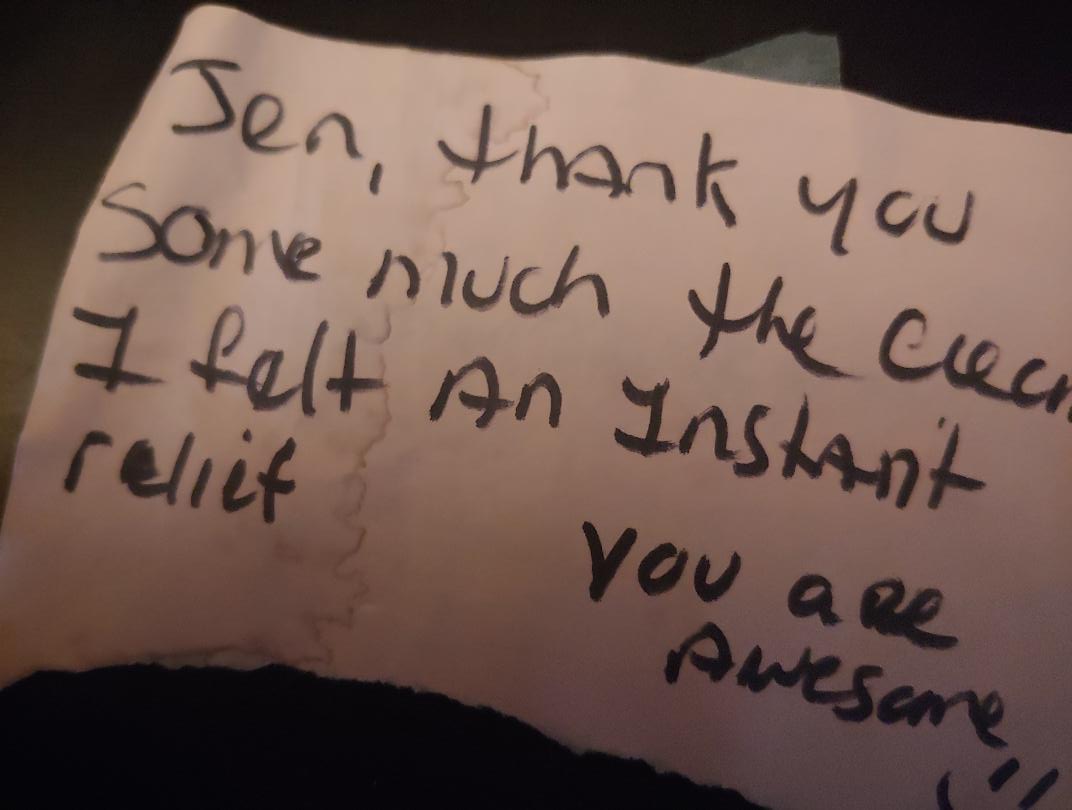 Jen, thank you
Some much the
I felt An Instant
relief
You are
Awesome!!